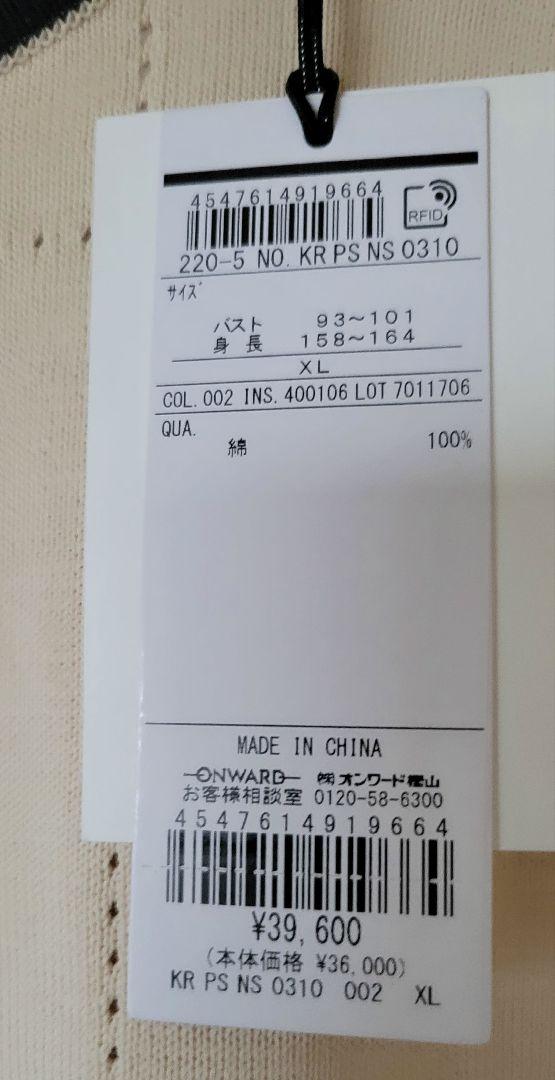 4547614919664
RFID
220-5 NO. KR PS NS 0310
サイズ
バスト 93～101
身長 158～164
XL
COL. 002 INS. 400106 LOT 7011706
QUA.
綿 100%
MADE IN CHINA
ONWARD ㈱オンワード樫山
お客様相談室 0120-58-6300
4547614919664
¥39,600
(本体価格 ¥36,000)
KR PS NS 0310 002 XL